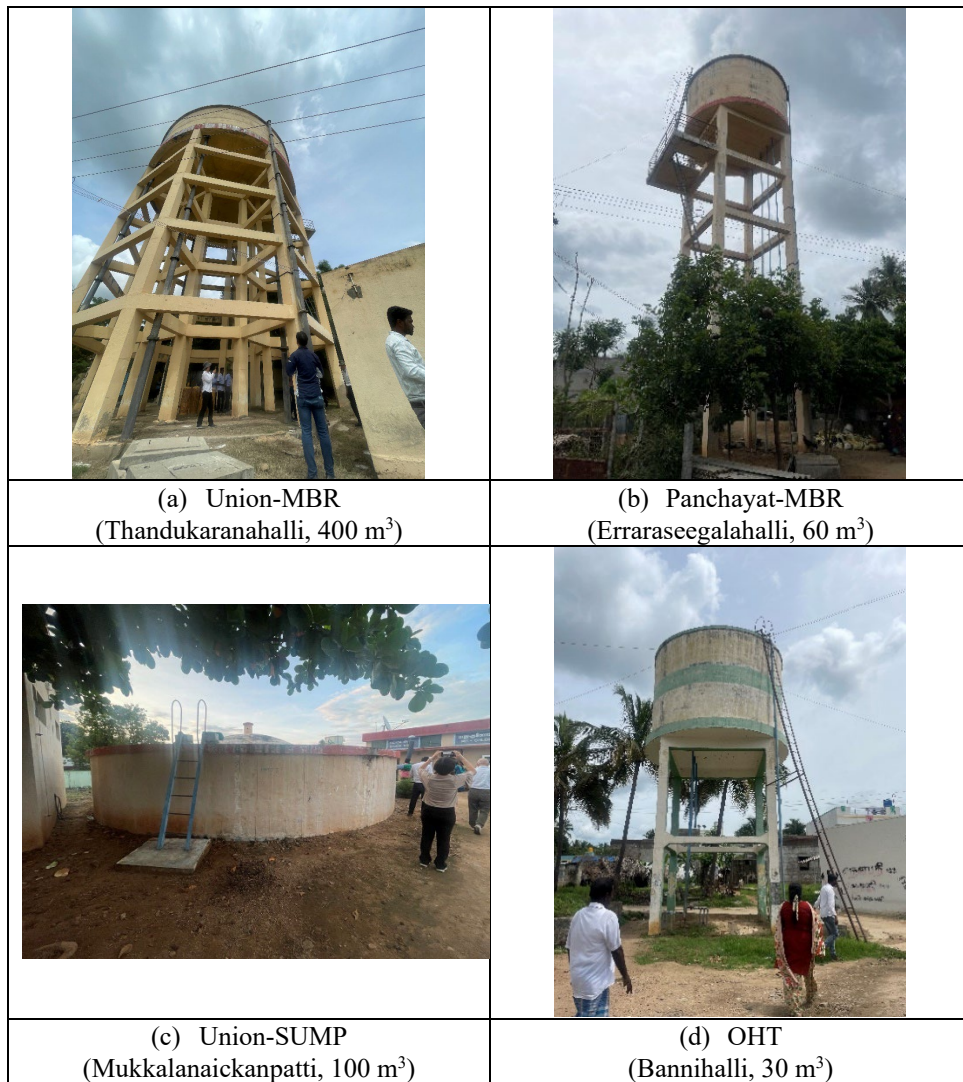 (a) Union-MBR
(Thandukaranahalli, 400 m³)
(b) Panchayat-MBR
(Erraraseegalahalli, 60 m³)
(c) Union-SUMP
(Mukkalanaickanpatti, 100 m³)
(d) OHT
(Bannihalli, 30 m³)